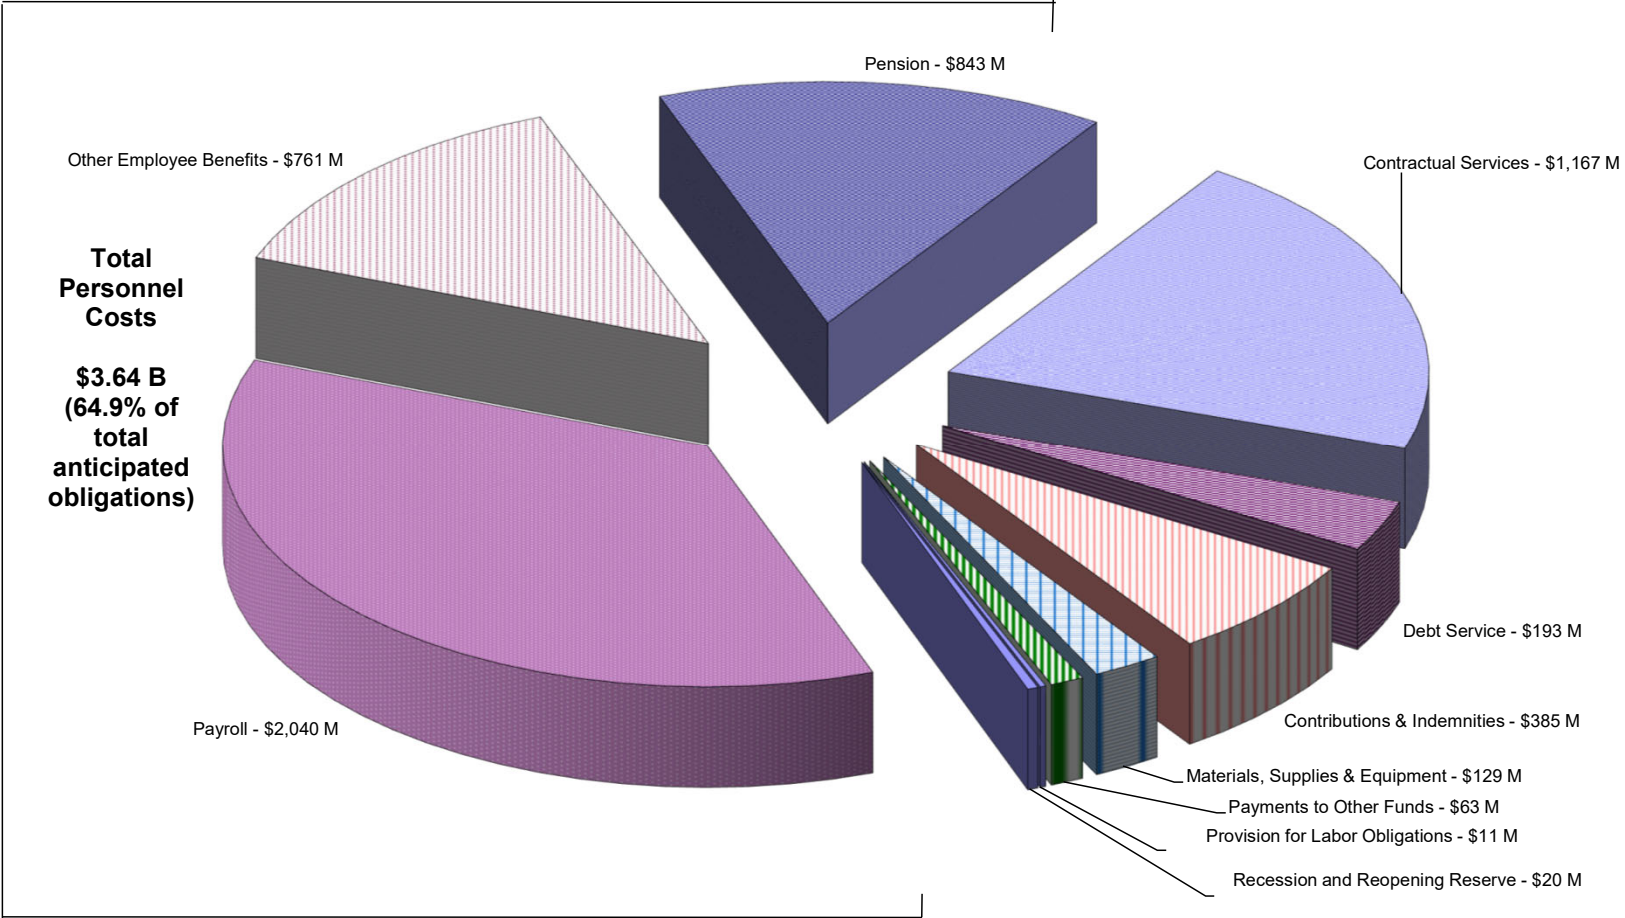 Pension - $843 M
Other Employee Benefits - $761 M
Contractual Services - $1,167 M
Total
Personnel
Costs
$3.64 B
(64.9% of
total
anticipated
obligations)
Debt Service - $193 M
Contributions & Indemnities - $385 M
Payroll - $2,040 M
Materials, Supplies & Equipment - $129 M
Payments to Other Funds - $63 M
Provision for Labor Obligations - $11 M
Recession and Reopening Reserve - $20 M